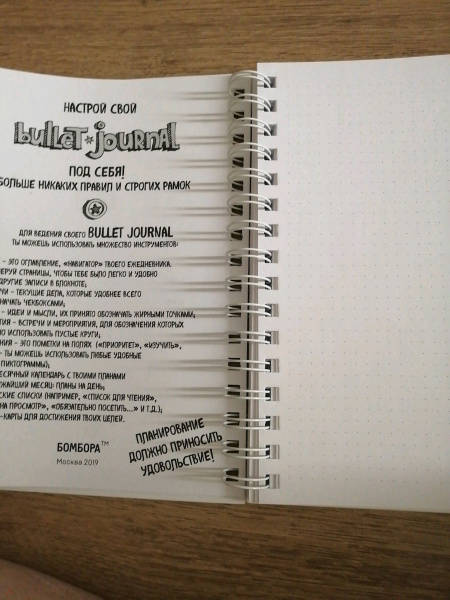 НАСТРОЙ СВОЙ
bullet journal
ПОД СЕБЯ!
БОЛЬШЕ НИКАКИХ ПРАВИЛ И СТРОГИХ РАМОК
ДЛЯ ВЕДЕНИЯ СВОЕГО BULLET JOURNAL
ТЫ МОЖЕШЬ ИСПОЛЬЗОВАТЬ МНОЖЕСТВО ИНСТРУМЕНТОВ:
– ЭТО ОГЛАВЛЕНИЕ, «НАВИГАТОР» ТВОЕГО ЕЖЕДНЕВНИКА.
СТРАНИЦЫ, ЧТОБЫ ТЕБЕ БЫЛО ЛЕГКО И УДОБНО
ДРУГИЕ ЗАПИСИ В БЛОКНОТЕ;
– ТЕКУЩИЕ ДЕЛА, КОТОРЫЕ УДОБНЕЕ ВСЕГО
ЧЕКБОКСАМИ;
– ИДЕИ И МЫСЛИ, ИХ ПРИНЯТО ОБОЗНАЧАТЬ ЖИРНЫМИ ТОЧКАМИ;
– ВСТРЕЧИ И МЕРОПРИЯТИЯ, ДЛЯ ОБОЗНАЧЕНИЯ КОТОРЫХ
ИСПОЛЬЗОВАТЬ ПУСТЫЕ КРУГИ;
– ЭТО ПОМЕТКИ НА ПОЛЯХ («ПРИОРИТЕТ», «ИЗУЧИТЬ»,
– ТЫ МОЖЕШЬ ИСПОЛЬЗОВАТЬ ЛЮБЫЕ УДОБНЫЕ
ПИКТОГРАММЫ);
КАЛЕНДАРЬ С ТВОИМИ ПЛАНАМИ
МЕСЯЦ; ПЛАНЫ НА ДЕНЬ;
СПИСКИ (НАПРИМЕР, «СПИСОК ДЛЯ ЧТЕНИЯ»,
НА ПРОСМОТР», «ОБЯЗАТЕЛЬНО ПОСЕТИТЬ...» И Т.Д.);
-КАРТЫ ДЛЯ ДОСТИЖЕНИЯ ТВОИХ ЦЕЛЕЙ.
ПЛАНИРОВАНИЕ
ДОЛЖНО ПРИНОСИТЬ
УДОВОЛЬСТВИЕ!
БОМБОРА™
Москва 2019